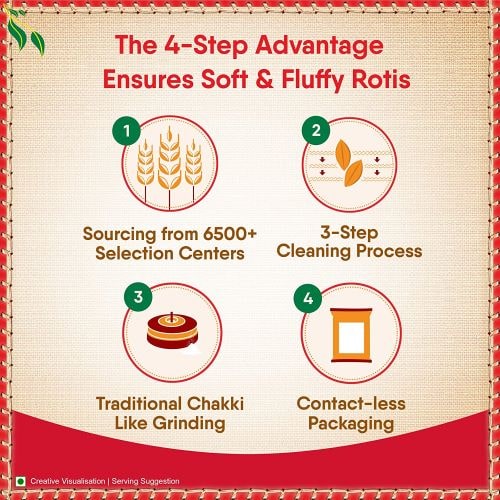 The 4-Step Advantage
Ensures Soft & Fluffy Rotis
1
Sourcing from 6500+
Selection Centers
2
3-Step
Cleaning Process
3
Traditional Chakki
Like Grinding
4
Contact-less
Packaging
Creative Visualisation | Serving Suggestion